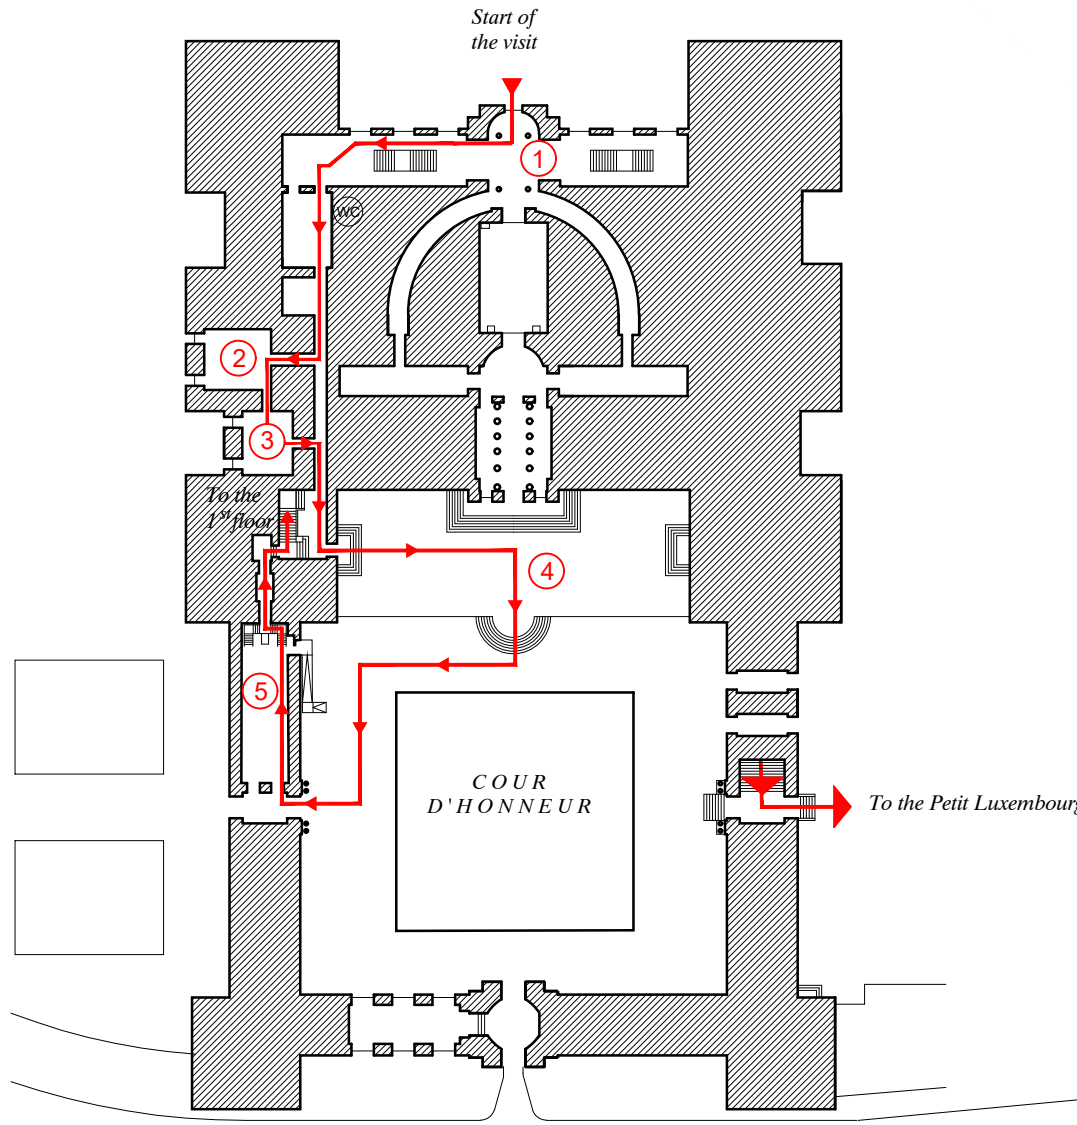 Start of
the visit
1
WC
2
3
To the
1st floor
4
5
COUR
D'HONNEUR
To the Petit Luxembourg